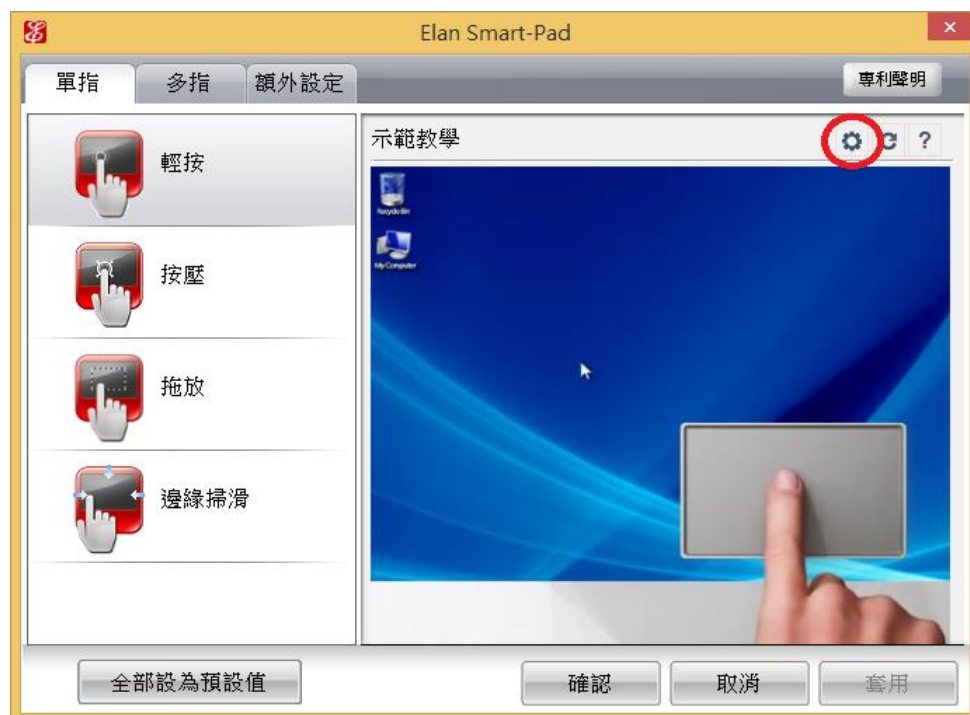 Elan Smart-Pad
單指 多指 額外設定 專利聲明
輕按
按壓
拖放
邊緣掃滑
示範教學 ?
Recycle Bin
My Computer
全部設為預設值 確認 取消 套用